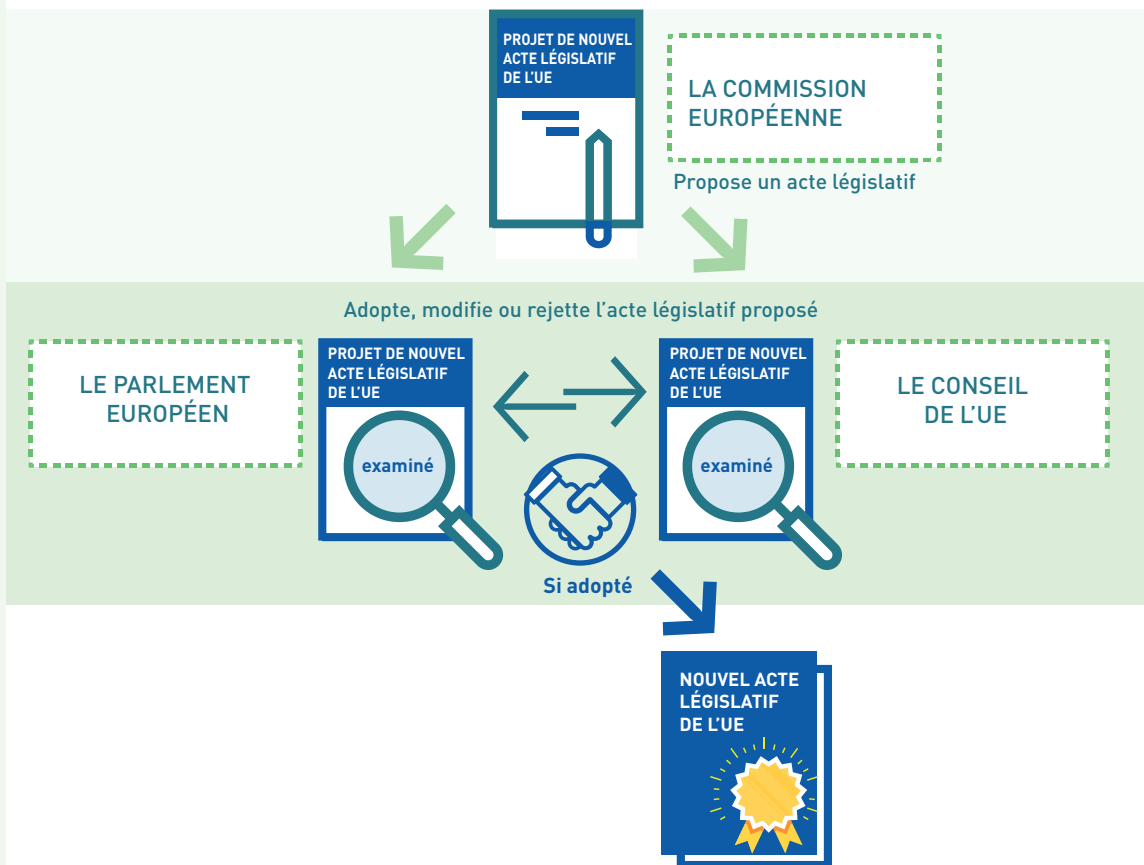 PROJET DE NOUVEL
ACTE LÉGISLATIF
DE L'UE
LA COMMISSION
EUROPÉENNE
Propose un acte législatif
Adopte, modifie ou rejette l’acte législatif proposé
LE PARLEMENT
EUROPÉEN
PROJET DE NOUVEL
ACTE LÉGISLATIF
DE L'UE
examiné
PROJET DE NOUVEL
ACTE LÉGISLATIF
DE L'UE
examiné
LE CONSEIL
DE L’UE
Si adopté
NOUVEL ACTE
LÉGISLATIF
DE L’UE